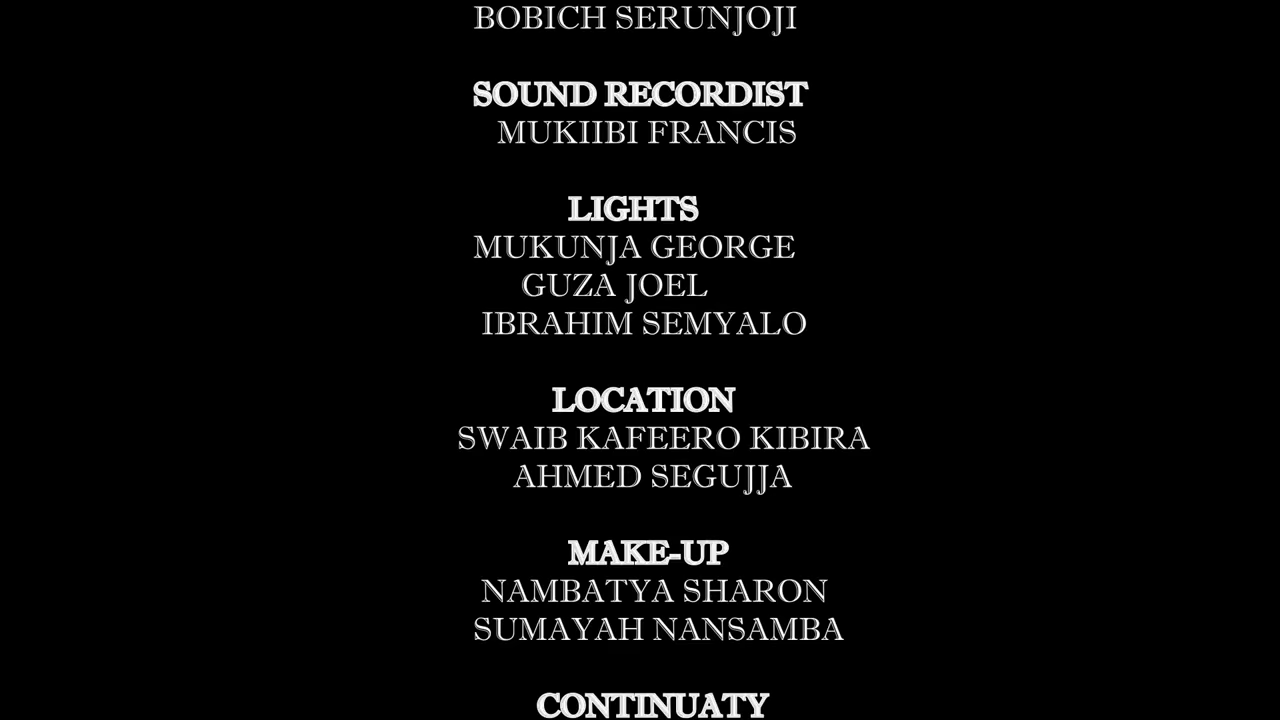 BOBICH SERUNJOJI
SOUND RECORDIST
MUKIIBI FRANCIS
LIGHTS
MUKUNJA GEORGE
GUZA JOEL
IBRAHIM SEMYALO
LOCATION
SWAIB KAFEERO KIBIRA
AHMED SEGUJJA
MAKE-UP
NAMBATYA SHARON
SUMAYAH NANSAMBA
CONTINUATY